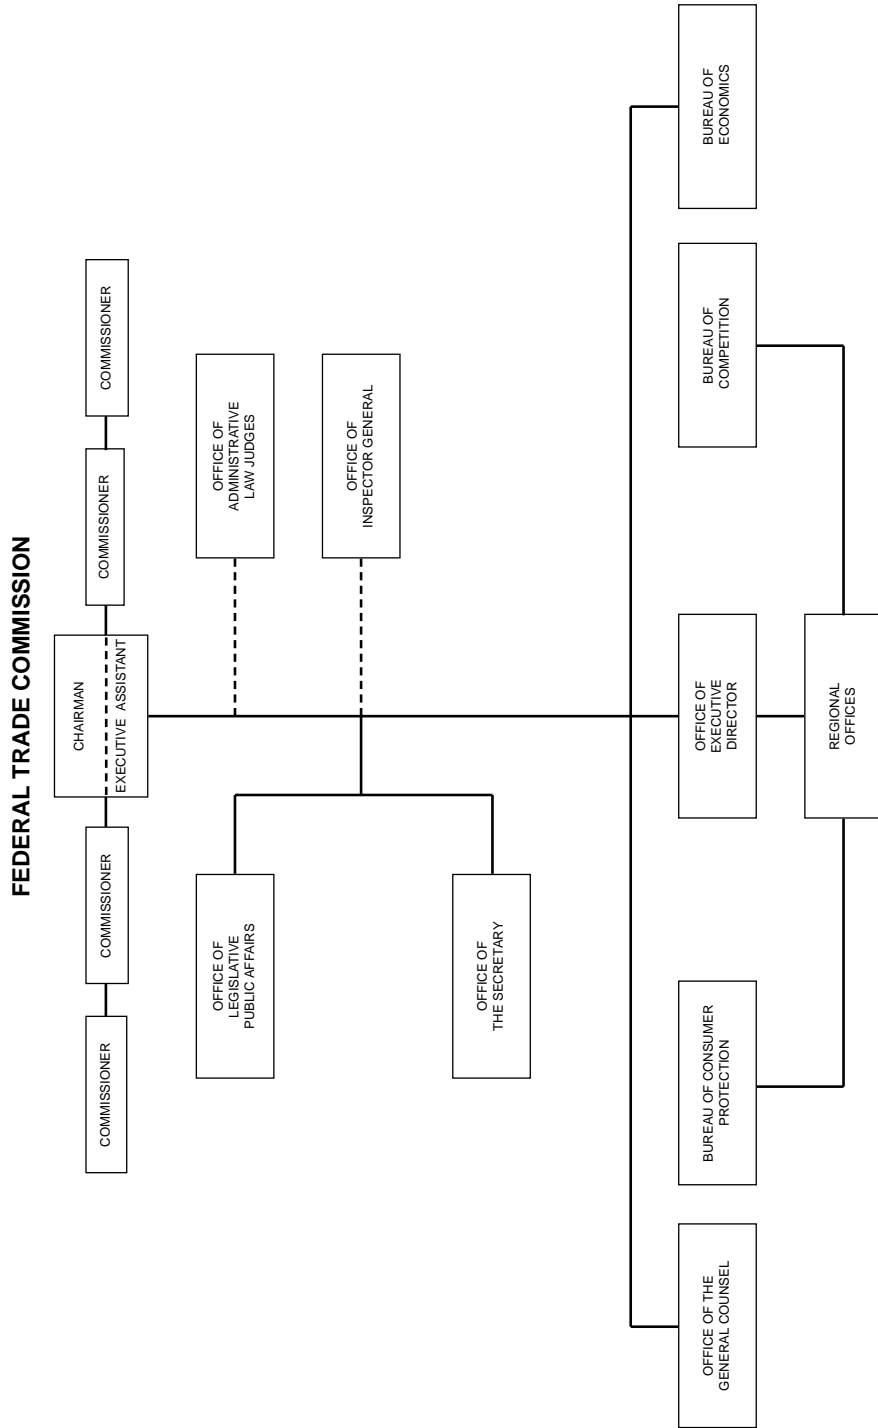 FEDERAL TRADE COMMISSION
COMMISSIONER
COMMISSIONER
CHAIRMAN
EXECUTIVE ASSISTANT
COMMISSIONER
COMMISSIONER
OFFICE OF
LEGISLATIVE
PUBLIC AFFAIRS
OFFICE OF
ADMINISTRATIVE
LAW JUDGES
OFFICE OF
INSPECTOR GENERAL
OFFICE OF
THE SECRETARY
OFFICE OF THE
GENERAL COUNSEL
BUREAU OF CONSUMER
PROTECTION
OFFICE OF
EXECUTIVE
DIRECTOR
BUREAU OF
COMPETITION
BUREAU OF
ECONOMICS
REGIONAL
OFFICES